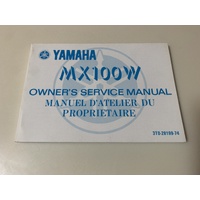 YAMAHA
MX100W
OWNER'S SERVICE MANUAL
MANUEL D'ATELIER DU
PROPRIETAIRE